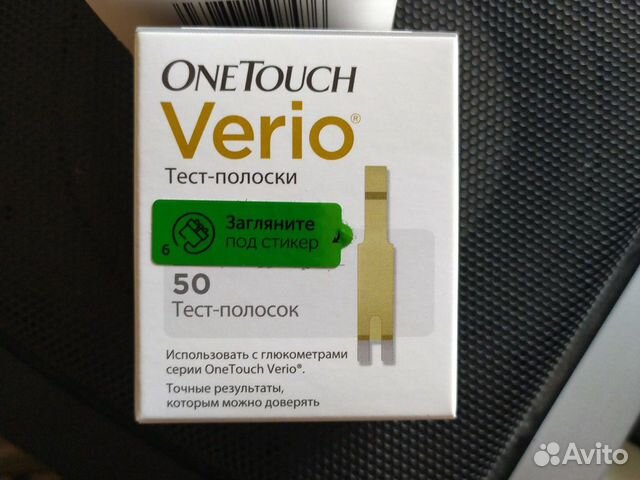 ONETOUCH
Verio®
Тест-полоски
Загляните
под стикер
6
50
Тест-полосок
Использовать с глюкометрами
серии OneTouch Verio®.
Точные результаты,
которым можно доверять
Avito